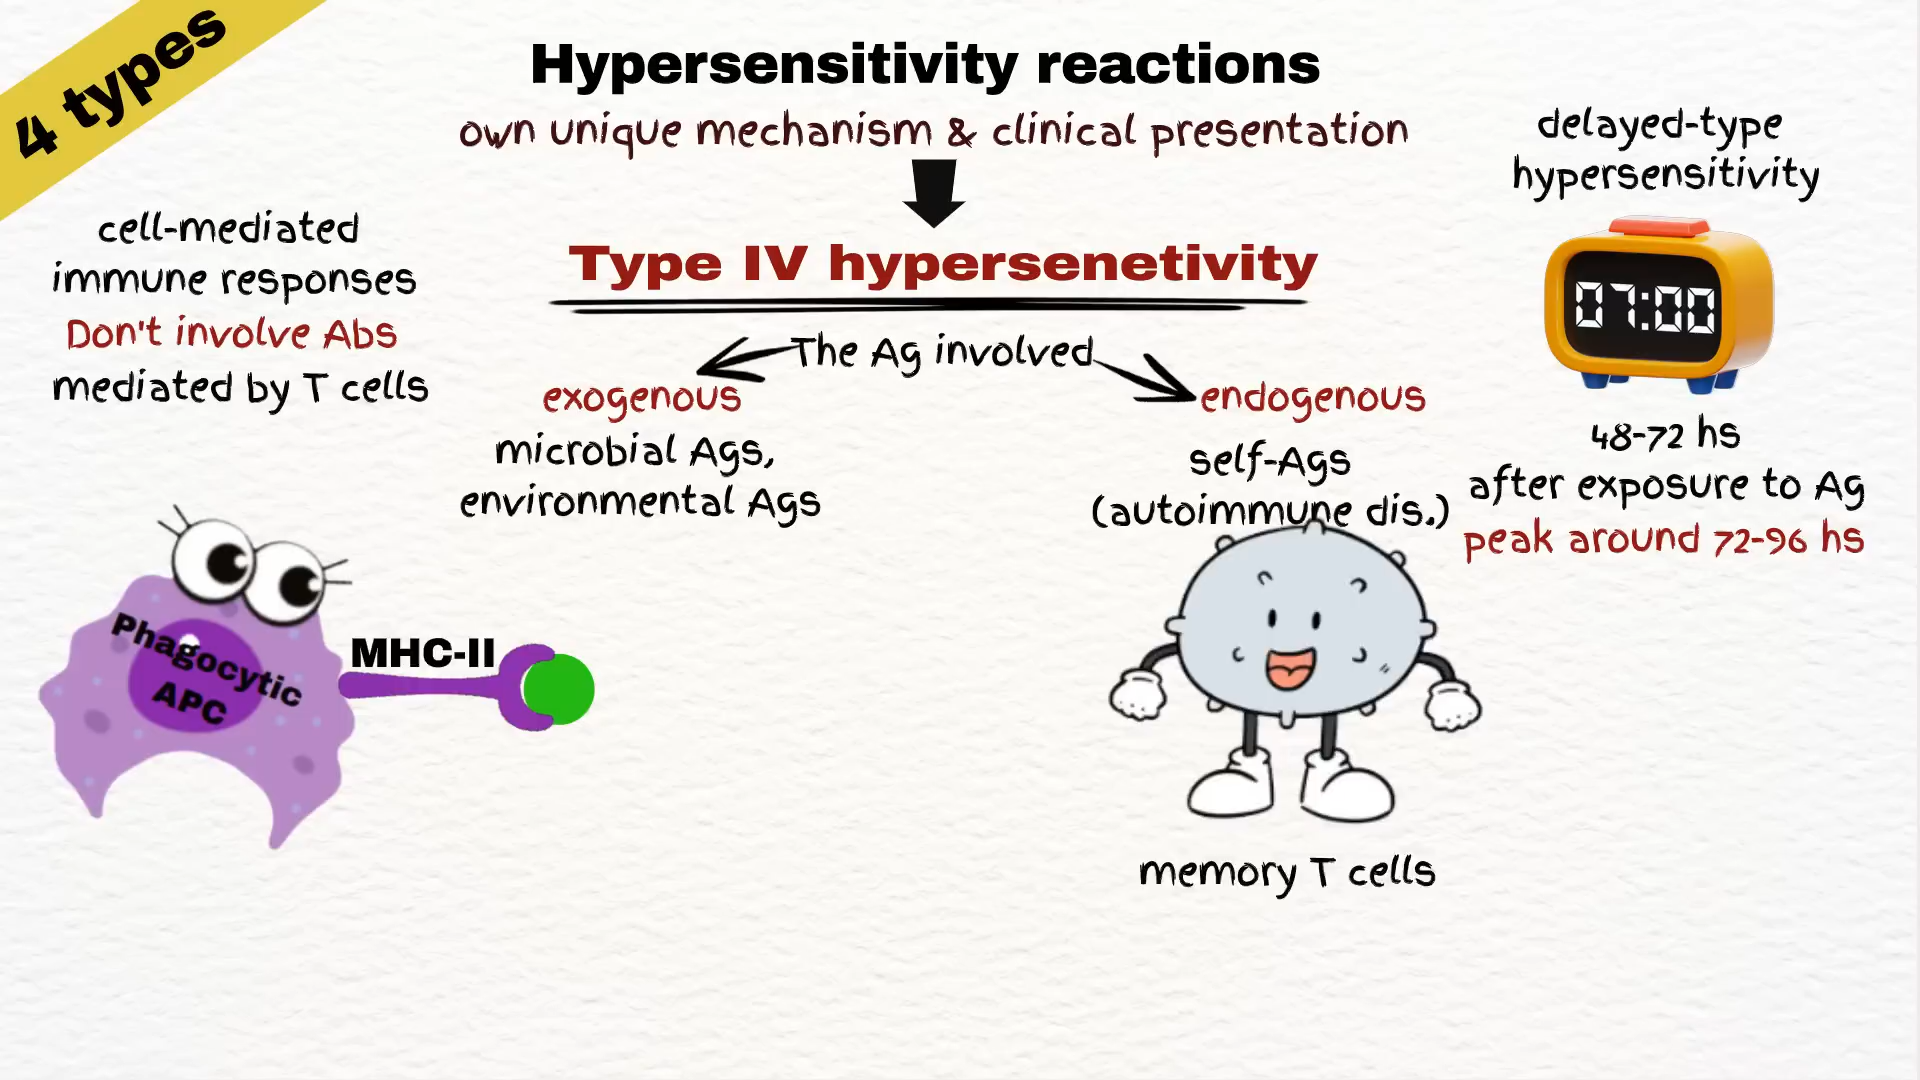 4 types
Hypersensitivity reactions
own unique mechanism & clinical presentation
Type IV hypersenetivity
cell-mediated
immune responses
Don't involve Abs
mediated by T cells
The Ag involved
exogenous
microbial Ags,
environmental Ags
endogenous
self-Ags
(autoimmune dis.)
delayed-type
hypersensitivity
07:00
48-72 hs
after exposure to Ag
peak around 72-96 hs
Phagocytic
APC
MHC-II
memory T cells